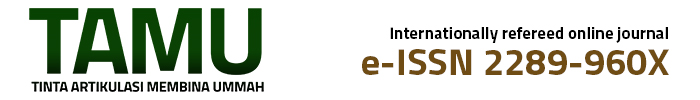 TAMU
TINTA ARTIKULASI MEMBINA UMMAH
Internationally refereed online journal
e-ISSN 2289-960X